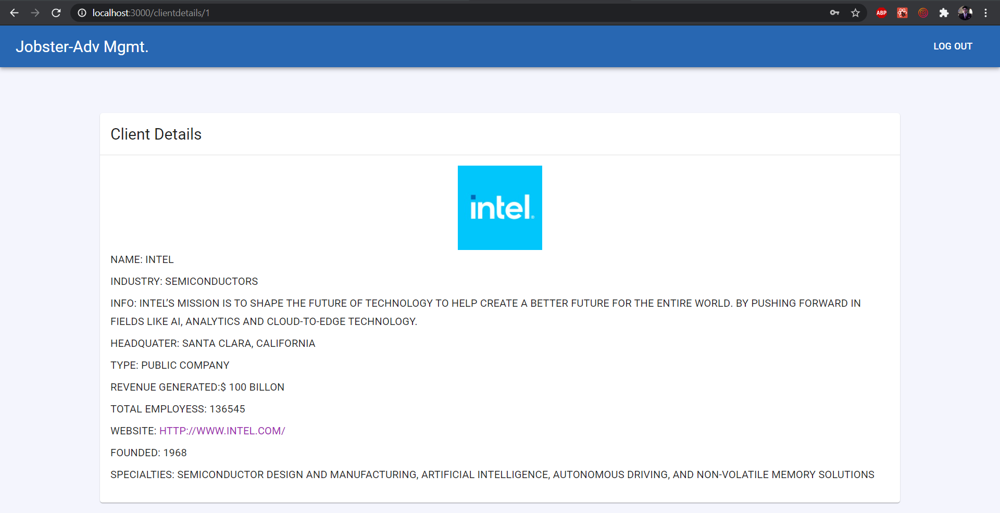 localhost:3000/clientdetails/1
ABP
Jobster-Adv Mgmt.
LOG OUT
Client Details
intel.
NAME: INTEL
INDUSTRY: SEMICONDUCTORS
INFO: INTEL’S MISSION IS TO SHAPE THE FUTURE OF TECHNOLOGY TO HELP CREATE A BETTER FUTURE FOR THE ENTIRE WORLD. BY PUSHING FORWARD IN
FIELDS LIKE AI, ANALYTICS AND CLOUD-TO-EDGE TECHNOLOGY.
HEADQUATER: SANTA CLARA, CALIFORNIA
TYPE: PUBLIC COMPANY
REVENUE GENERATED:$ 100 BILLON
TOTAL EMPLOYESS: 136545
WEBSITE: HTTP://WWW.INTEL.COM/
FOUNDED: 1968
SPECIALTIES: SEMICONDUCTOR DESIGN AND MANUFACTURING, ARTIFICIAL INTELLIGENCE, AUTONOMOUS DRIVING, AND NON-VOLATILE MEMORY SOLUTIONS